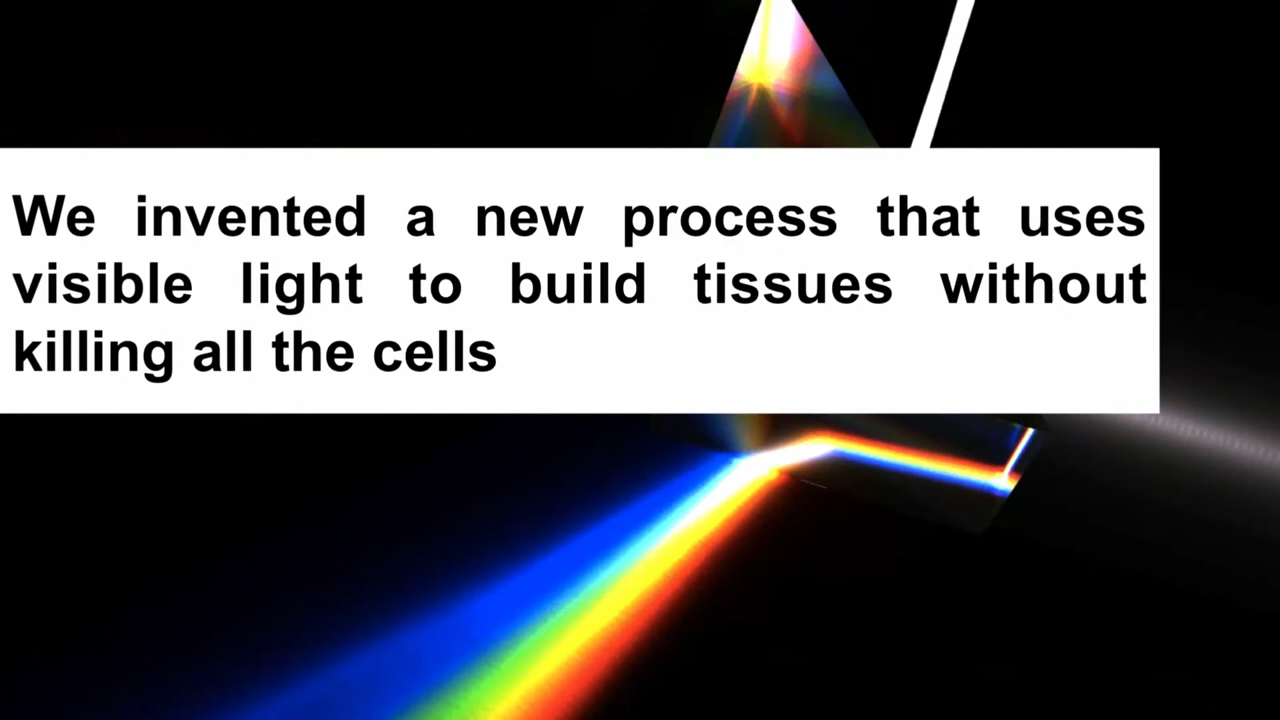 We invented a new process that uses
visible light to build tissues without
killing all the cells